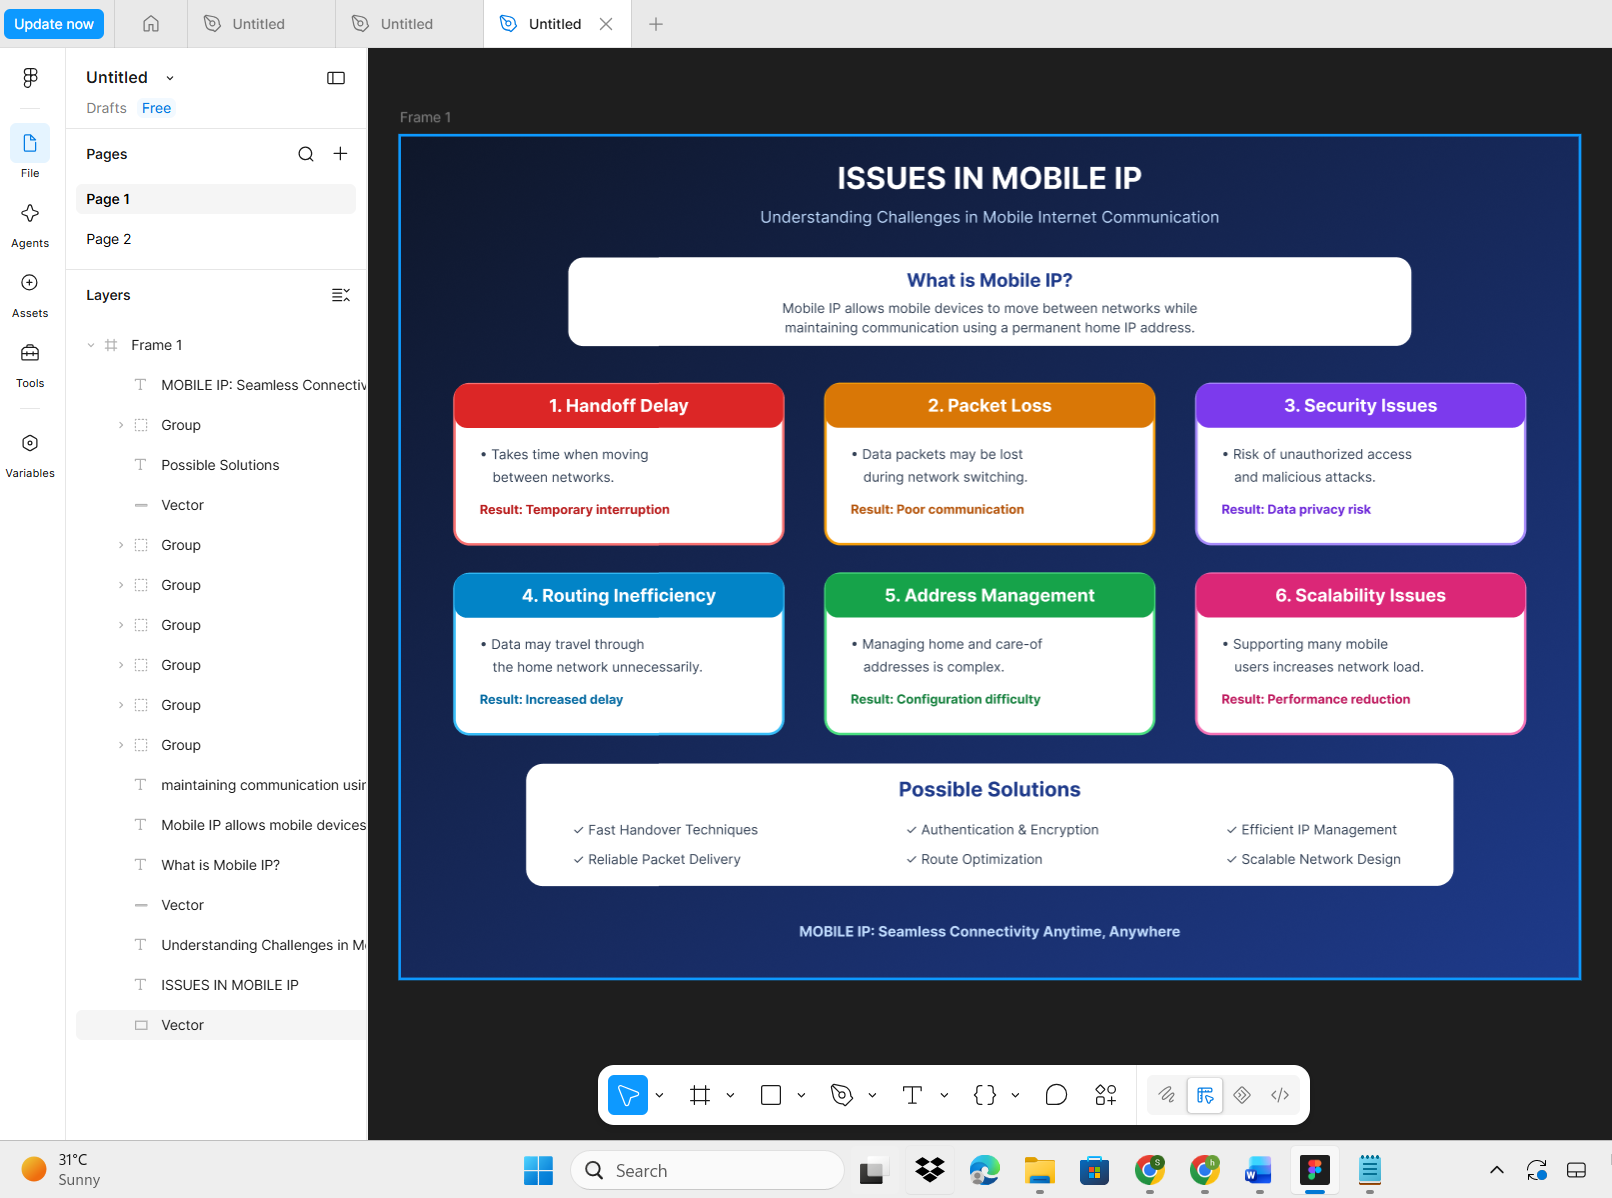 Update now
Untitled
Untitled
Untitled
Untitled
Drafts
Free
File
Agents
Assets
Tools
Variables
Pages
Page 1
Page 2
Layers
Frame 1
MOBILE IP: Seamless Connectiv
Group
Possible Solutions
Vector
Group
Group
Group
Group
Group
Group
maintaining communication usin
Mobile IP allows mobile devices
What is Mobile IP?
Vector
Understanding Challenges in Mo
ISSUES IN MOBILE IP
Vector
Frame 1
ISSUES IN MOBILE IP
Understanding Challenges in Mobile Internet Communication
What is Mobile IP?
Mobile IP allows mobile devices to move between networks while
maintaining communication using a permanent home IP address.
1. Handoff Delay
• Takes time when moving
between networks.
Result: Temporary interruption
2. Packet Loss
• Data packets may be lost
during network switching.
Result: Poor communication
3. Security Issues
• Risk of unauthorized access
and malicious attacks.
Result: Data privacy risk
4. Routing Inefficiency
• Data may travel through
the home network unnecessarily.
Result: Increased delay
5. Address Management
• Managing home and care-of
addresses is complex.
Result: Configuration difficulty
6. Scalability Issues
• Supporting many mobile
users increases network load.
Result: Performance reduction
Possible Solutions
✓ Fast Handover Techniques
✓ Authentication & Encryption
✓ Efficient IP Management
✓ Reliable Packet Delivery
✓ Route Optimization
✓ Scalable Network Design
MOBILE IP: Seamless Connectivity Anytime, Anywhere
31°C
Sunny
Search